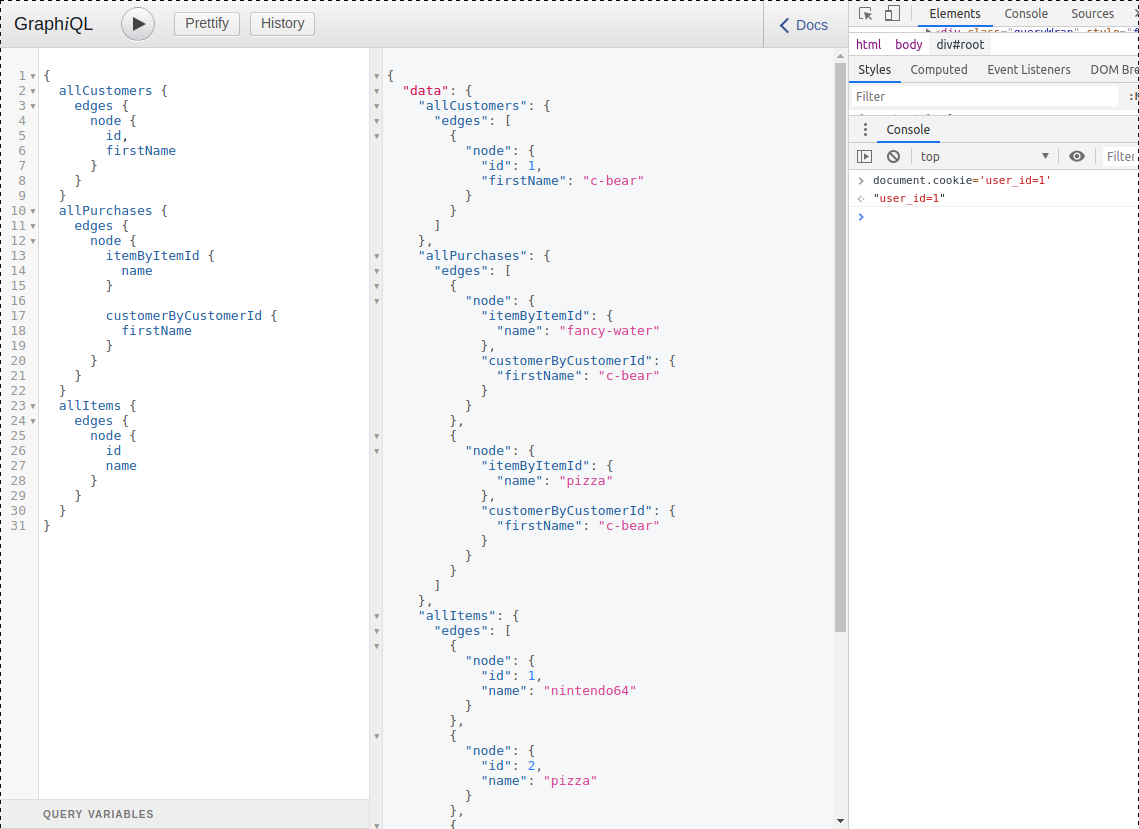 GraphiQL
Prettify
History
Docs
1 {
2 allCustomers {
3 edges {
4 node {
5 id,
6 firstName
7 }
8 }
9 }
10 allPurchases {
11 edges {
12 node {
13 itemByItemId {
14 name
15 }
16
17 customerByCustomerId {
18 firstName
19 }
20 }
21 }
22 }
23 allItems {
24 edges {
25 node {
26 id
27 name
28 }
29 }
30 }
31 }
QUERY VARIABLES
{
"data": {
"allCustomers": {
"edges": [
{
"node": {
"id": 1,
"firstName": "c-bear"
}
}
]
},
"allPurchases": {
"edges": [
{
"node": {
"itemByItemId": {
"name": "fancy-water"
},
"customerByCustomerId": {
"firstName": "c-bear"
}
}
},
{
"node": {
"itemByItemId": {
"name": "pizza"
},
"customerByCustomerId": {
"firstName": "c-bear"
}
}
}
]
},
"allItems": {
"edges": [
{
"node": {
"id": 1,
"name": "nintendo64"
}
},
{
"node": {
"id": 2,
"name": "pizza"
}
},
{
Elements Console Sources
html body div#root
Styles Computed Event Listeners DOM Bre
Filter
Console
top Filter
document.cookie='user_id=1'
"user_id=1"